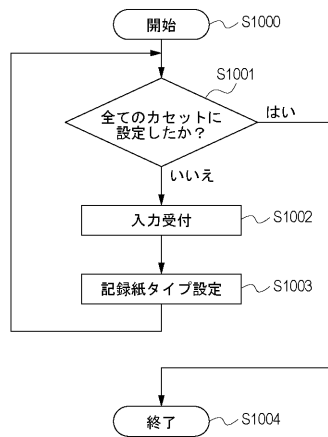 開始
S1000
S1001
全てのカセットに
設定したか？
はい
いいえ
入力受付
S1002
記録紙タイプ設定
S1003
終了
S1004